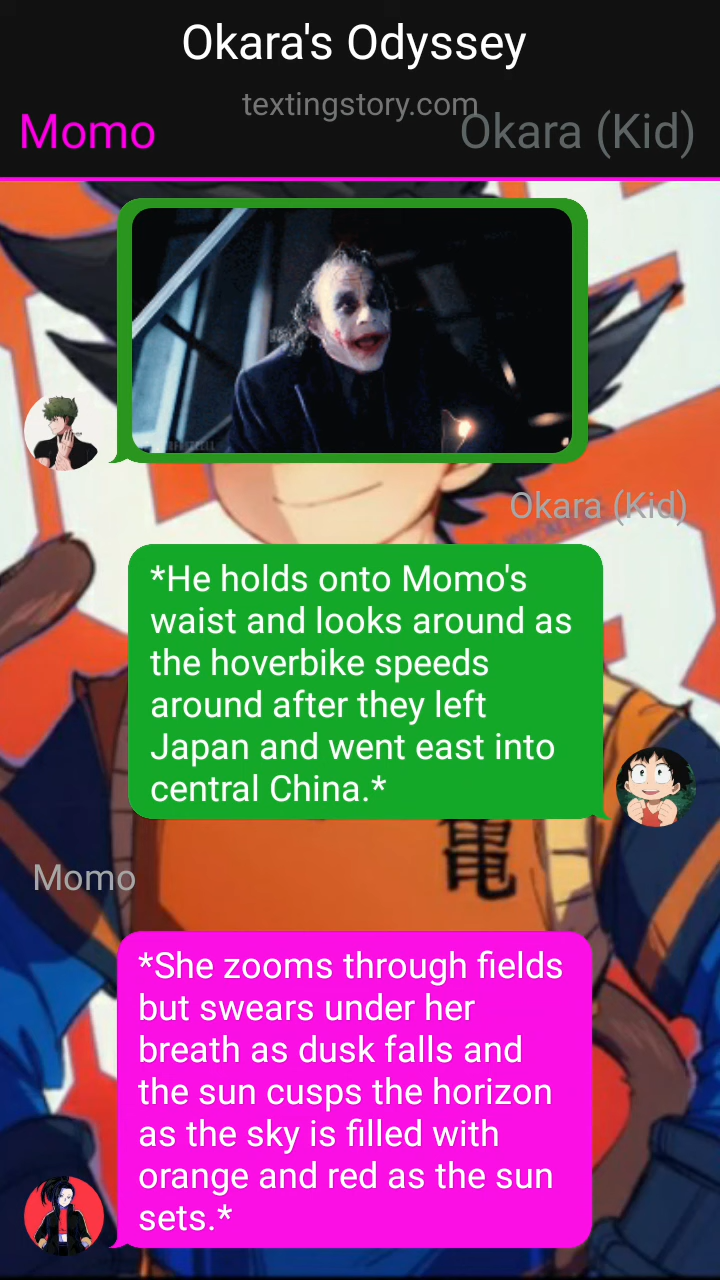 Okara's Odyssey
textingstory.com
Momo
Okara (Kid)
Okara (Kid)
*He holds onto Momo's
waist and looks around as
the hoverbike speeds
around after they left
Japan and went east into
central China.*
亀
Momo
*She zooms through fields
but swears under her
breath as dusk falls and
the sun cusps the horizon
as the sky is filled with
orange and red as the sun
sets.*